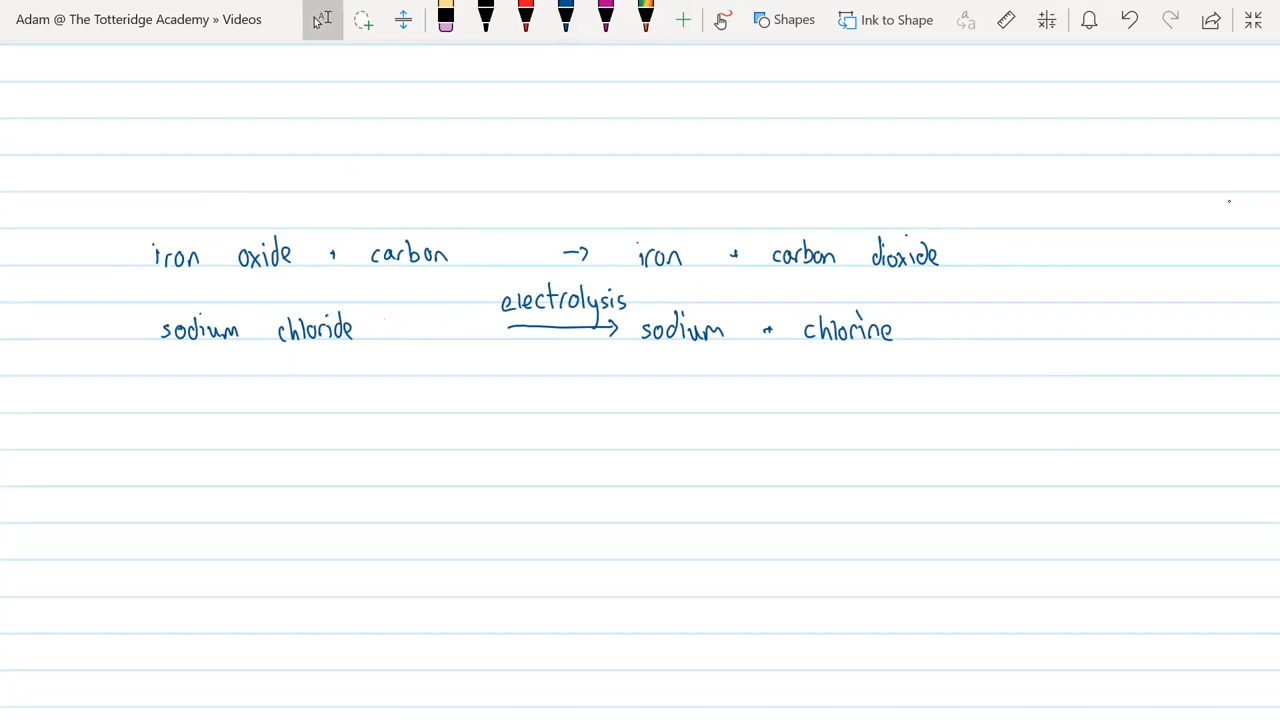 Adam @ The Totteridge Academy » Videos
Shapes
Ink to Shape
iron oxide + carbon → iron + carbon dioxide
electrolysis
sodium chloride → sodium + chlorine